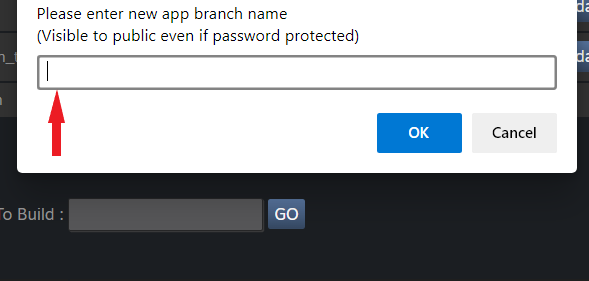 Please enter new app branch name
(Visible to public even if password protected)
OK
Cancel
To Build :
GO